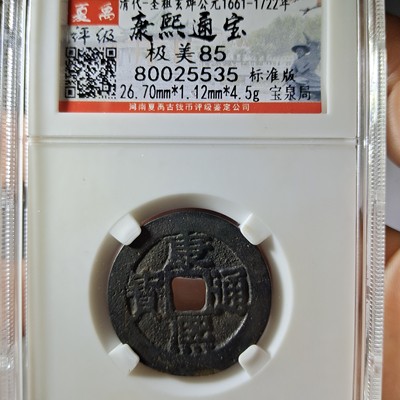 夏禹
评级
清代-圣祖玄烨公元1661-1722年
康熙通宝
极美85
80025535 标准版
26.70mm*1.12mm*4.5g 宝泉局
河南夏禹古钱币评级鉴定公司
康熙通寶